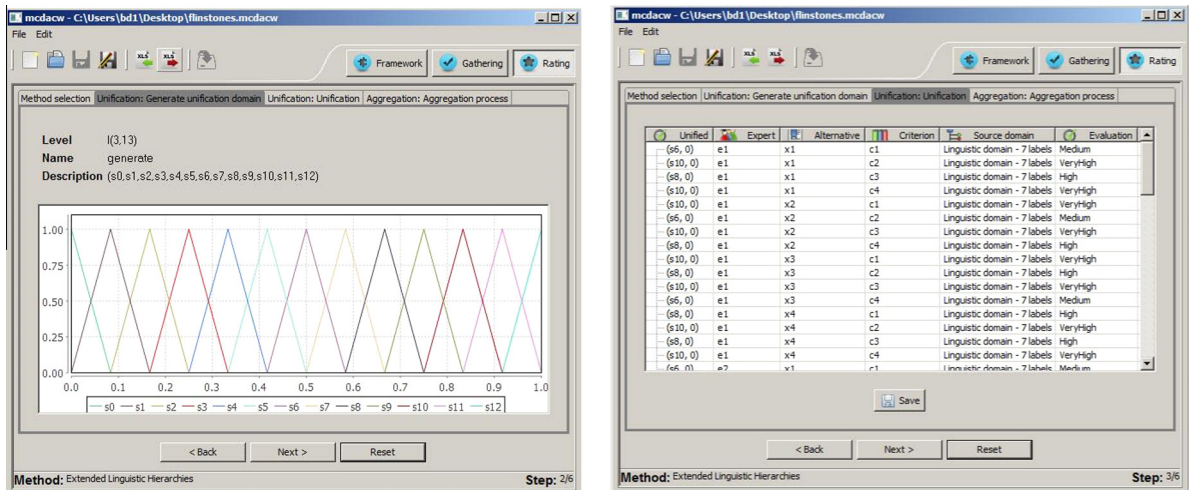 mcdacw - C:\Users\bd1\Desktop\flinstones.mcdacw
File Edit
XLS XLS Framework Gathering Rating
Method selection Unification: Generate unification domain Unification: Unification Aggregation: Aggregation process
Level l(3,13)
Name generate
Description (s0,s1,s2,s3,s4,s5,s6,s7,s8,s9,s10,s11,s12)
1.00
0.75
0.50
0.25
0.00
0.0 0.1 0.2 0.3 0.4 0.5 0.6 0.7 0.8 0.9 1.0
s0 s1 s2 s3 s4 s5 s6 s7 s8 s9 s10 s11 s12
< Back Next > Reset
Method: Extended Linguistic Hierarchies Step: 2/6
mcdacw - C:\Users\bd1\Desktop\flinstones.mcdacw
File Edit
XLS XLS Framework Gathering Rating
Method selection Unification: Generate unification domain Unification: Unification Aggregation: Aggregation process
Unified Expert Alternative Criterion Source domain Evaluation
(s6, 0) e1 x1 c1 Linguistic domain - 7 labels Medium
(s10, 0) e1 x1 c2 Linguistic domain - 7 labels VeryHigh
(s8, 0) e1 x1 c3 Linguistic domain - 7 labels High
(s10, 0) e1 x1 c4 Linguistic domain - 7 labels VeryHigh
(s10, 0) e1 x2 c1 Linguistic domain - 7 labels VeryHigh
(s6, 0) e1 x2 c2 Linguistic domain - 7 labels Medium
(s10, 0) e1 x2 c3 Linguistic domain - 7 labels VeryHigh
(s8, 0) e1 x2 c4 Linguistic domain - 7 labels High
(s10, 0) e1 x3 c1 Linguistic domain - 7 labels VeryHigh
(s8, 0) e1 x3 c2 Linguistic domain - 7 labels High
(s10, 0) e1 x3 c3 Linguistic domain - 7 labels VeryHigh
(s6, 0) e1 x3 c4 Linguistic domain - 7 labels Medium
(s8, 0) e1 x4 c1 Linguistic domain - 7 labels High
(s10, 0) e1 x4 c2 Linguistic domain - 7 labels VeryHigh
(s8, 0) e1 x4 c3 Linguistic domain - 7 labels High
(s10, 0) e1 x4 c4 Linguistic domain - 7 labels VeryHigh
(s6, 0) e2 x1 c1 Linguistic domain - 7 labels Medium
Save
< Back Next > Reset
Method: Extended Linguistic Hierarchies Step: 3/6